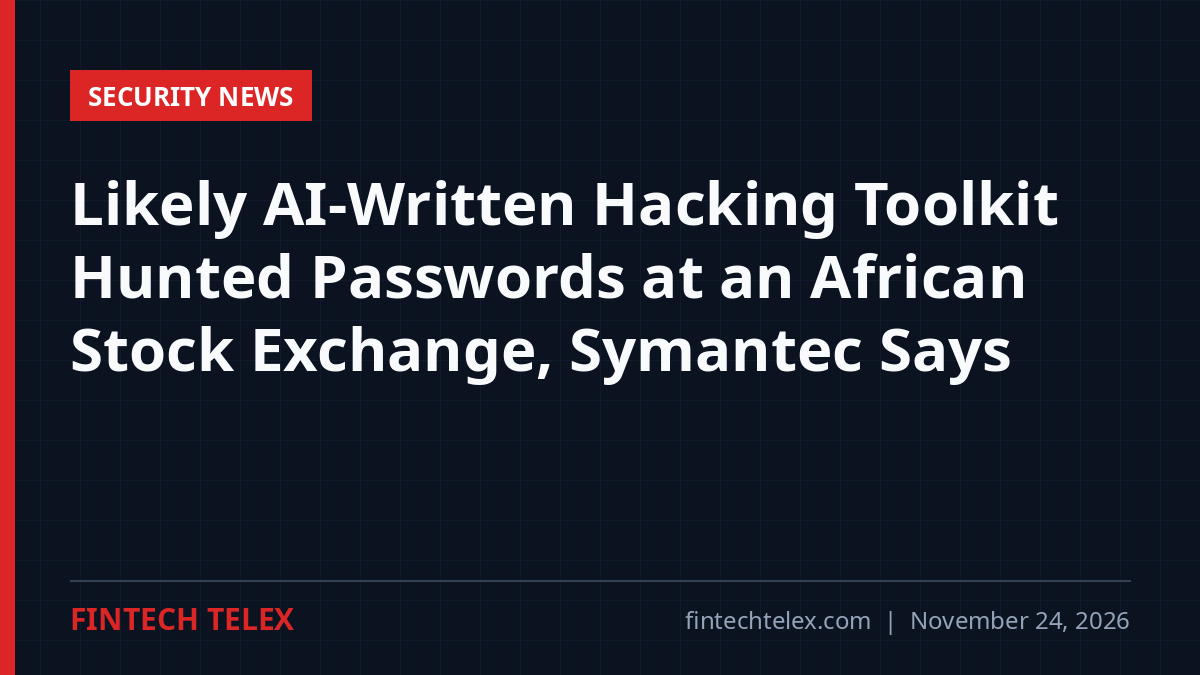 SECURITY NEWS
Likely AI-Written Hacking Toolkit
Hunted Passwords at an African
Stock Exchange, Symantec Says
FINTECH TELEX
fintechtelex.com | November 24, 2026